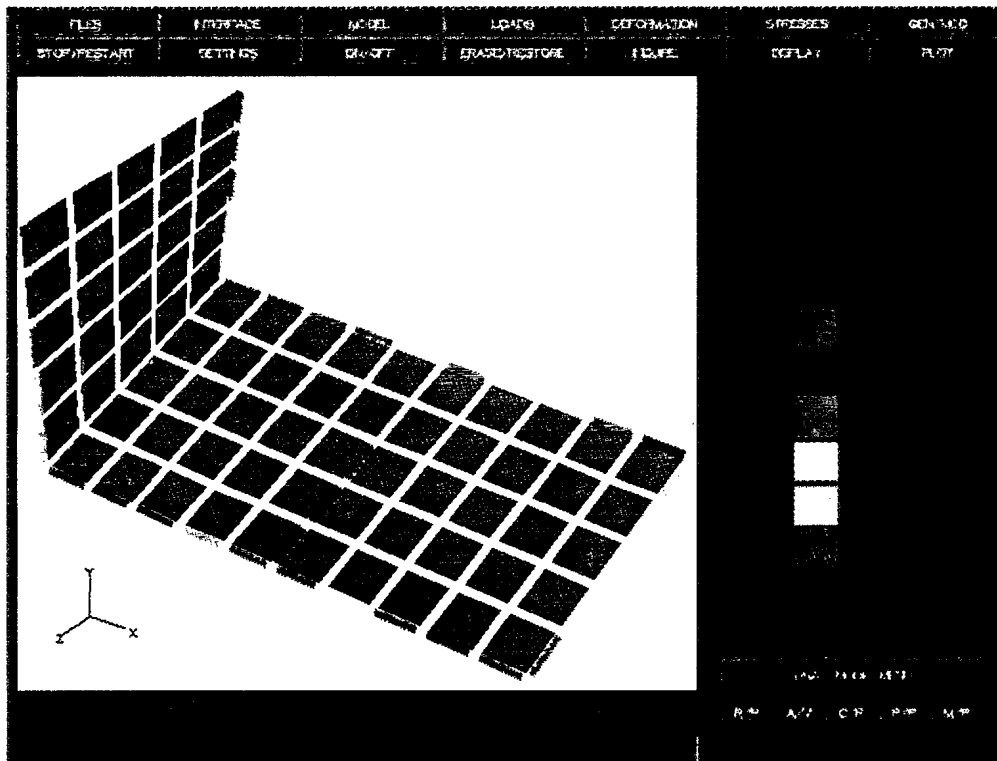 FILES INTERFACE MODEL LOADS DEFORMATION STRESSES
STOP/RESTART SETTINGS ON/OFF ERASE/RESTORE FIGURE DISPLAY PLOT
Y
Z X
R/P A/V C/P P/P M/P